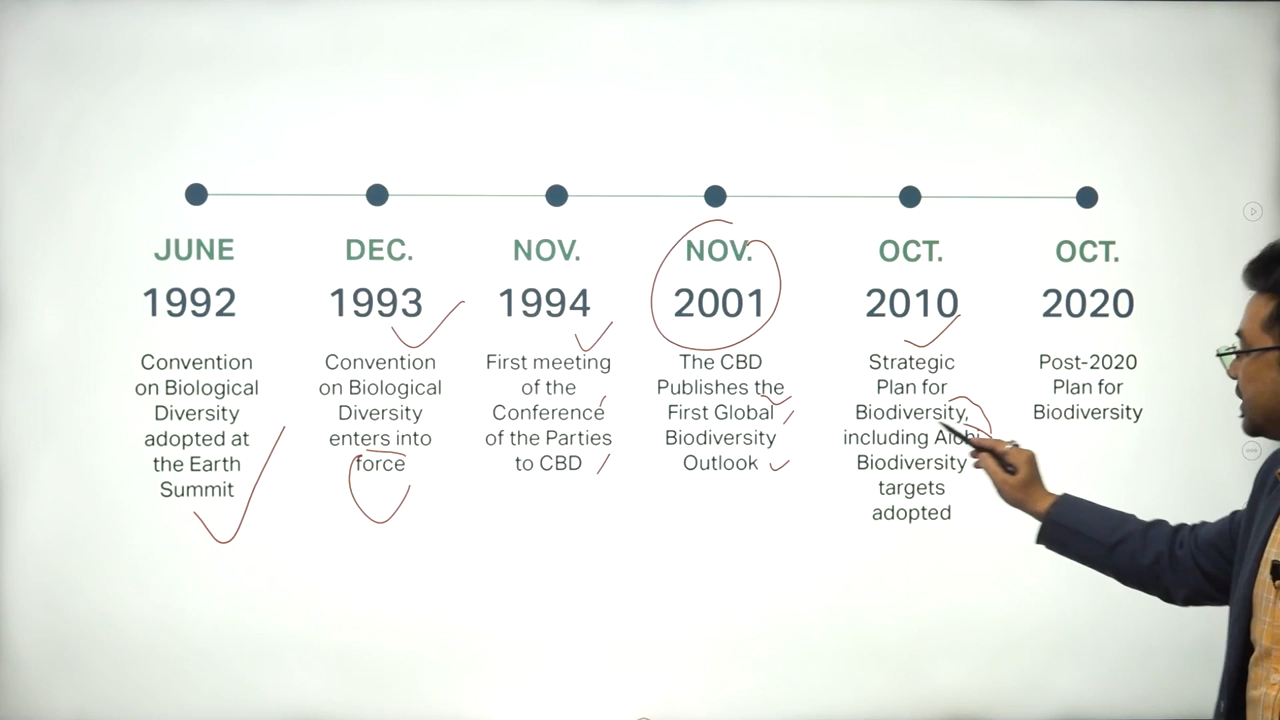 JUNE
1992
Convention
on Biological
Diversity
adopted at
the Earth
Summit
DEC.
1993
Convention
on Biological
Diversity
enters into
force
NOV.
1994
First meeting
of the
Conference
of the Parties
to CBD
NOV.
2001
The CBD
Publishes the
First Global
Biodiversity
Outlook
OCT.
2010
Strategic
Plan for
Biodiversity,
including Aichi
Biodiversity
targets
adopted
OCT.
2020
Post-2020
Plan for
Biodiversity